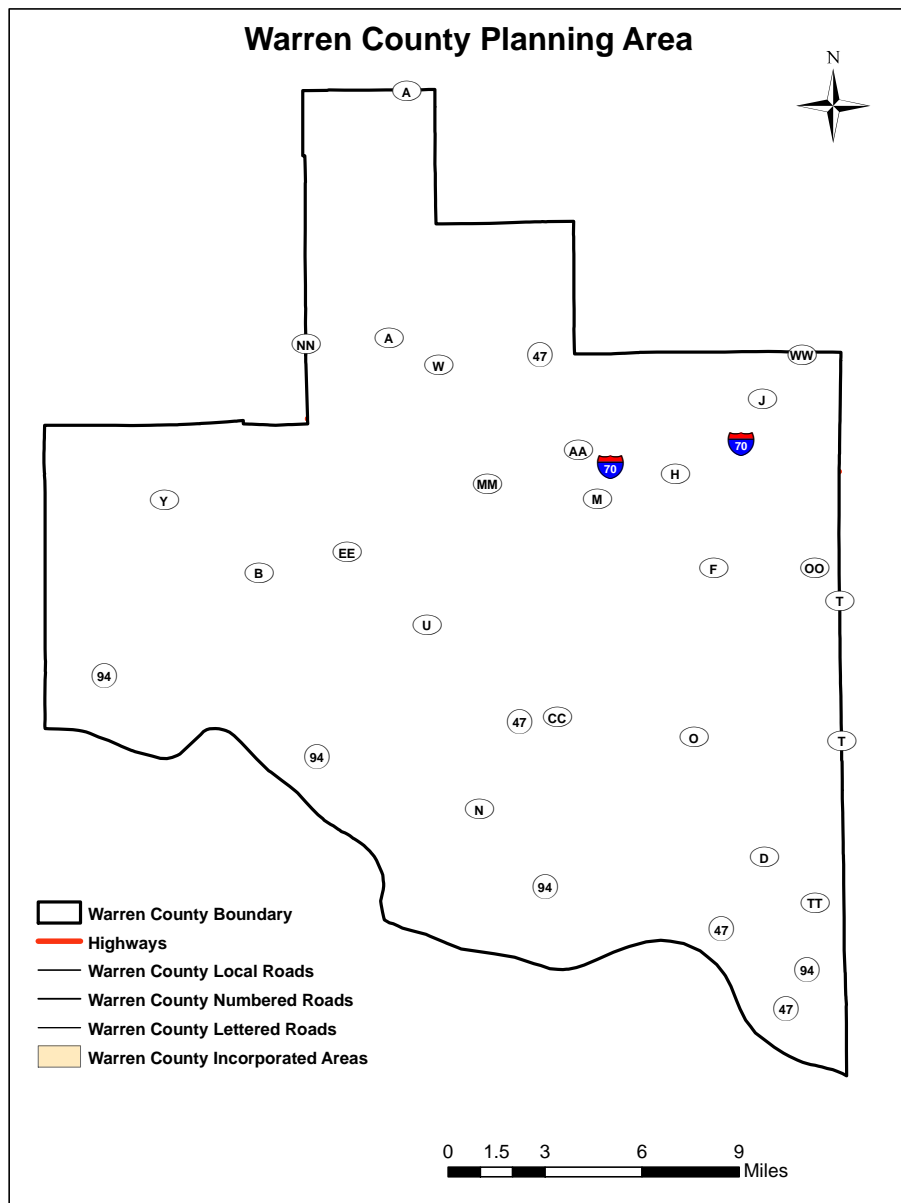 Warren County Planning Area
N
A
NN
A
W
47
WW
J
70
AA
70
H
MM
M
Y
EE
B
F
OO
T
U
94
47
CC
O
T
94
N
D
94
TT
47
94
47
Warren County Boundary
Highways
Warren County Local Roads
Warren County Numbered Roads
Warren County Lettered Roads
Warren County Incorporated Areas
0 1.5 3 6 9
Miles